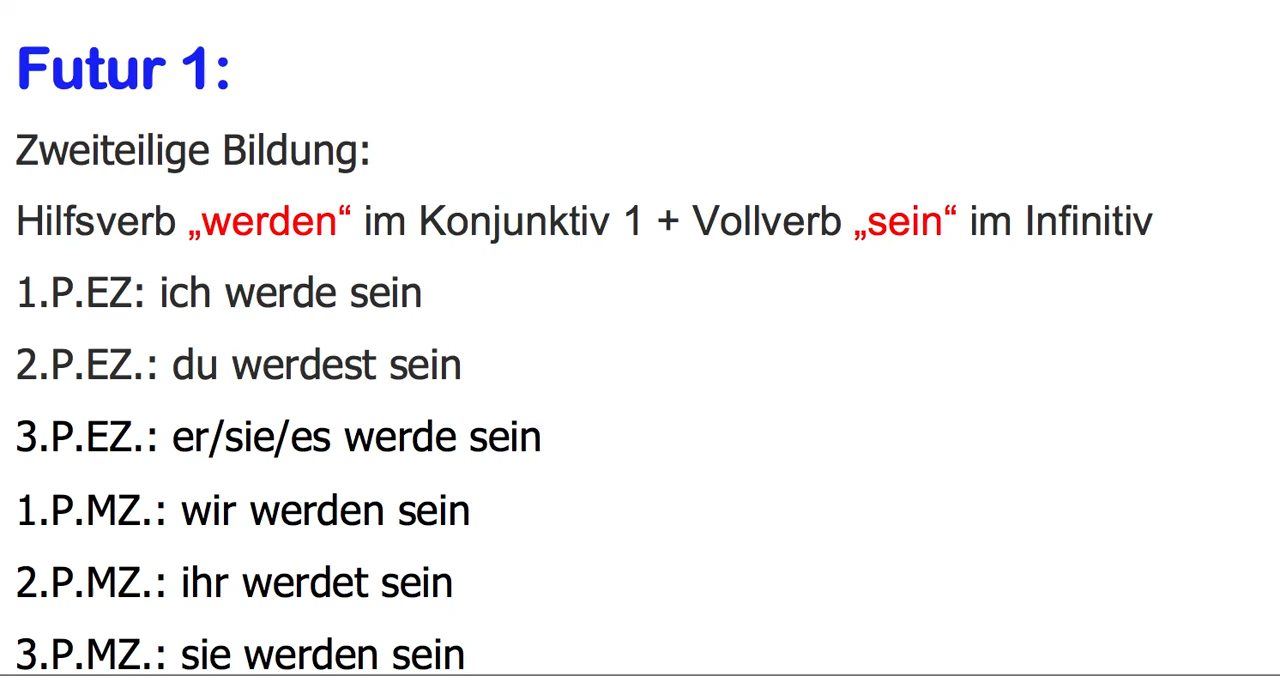 Futur 1:
Zweiteilige Bildung:
Hilfsverb „werden“ im Konjunktiv 1 + Vollverb „sein“ im Infinitiv
1.P.EZ: ich werde sein
2.P.EZ.: du werdest sein
3.P.EZ.: er/sie/es werde sein
1.P.MZ.: wir werden sein
2.P.MZ.: ihr werdet sein
3.P.MZ.: sie werden sein